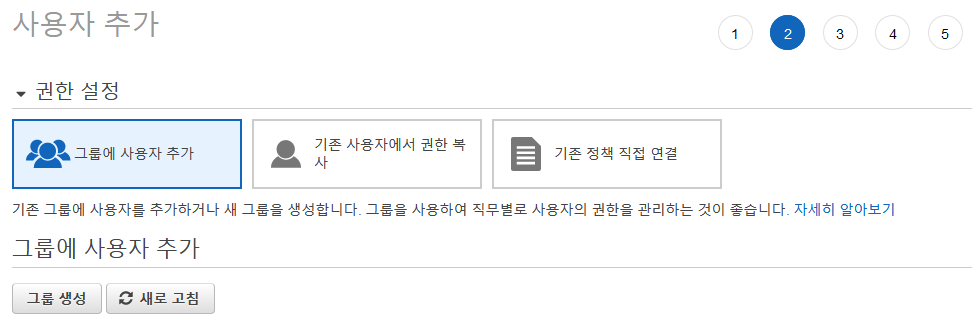 사용자 추가
1 2 3 4 5
권한 설정
그룹에 사용자 추가
기존 사용자에서 권한 복
사
기존 정책 직접 연결
기존 그룹에 사용자를 추가하거나 새 그룹을 생성합니다. 그룹을 사용하여 직무별로 사용자의 권한을 관리하는 것이 좋습니다. 자세히 알아보기
그룹에 사용자 추가
그룹 생성 새로 고침